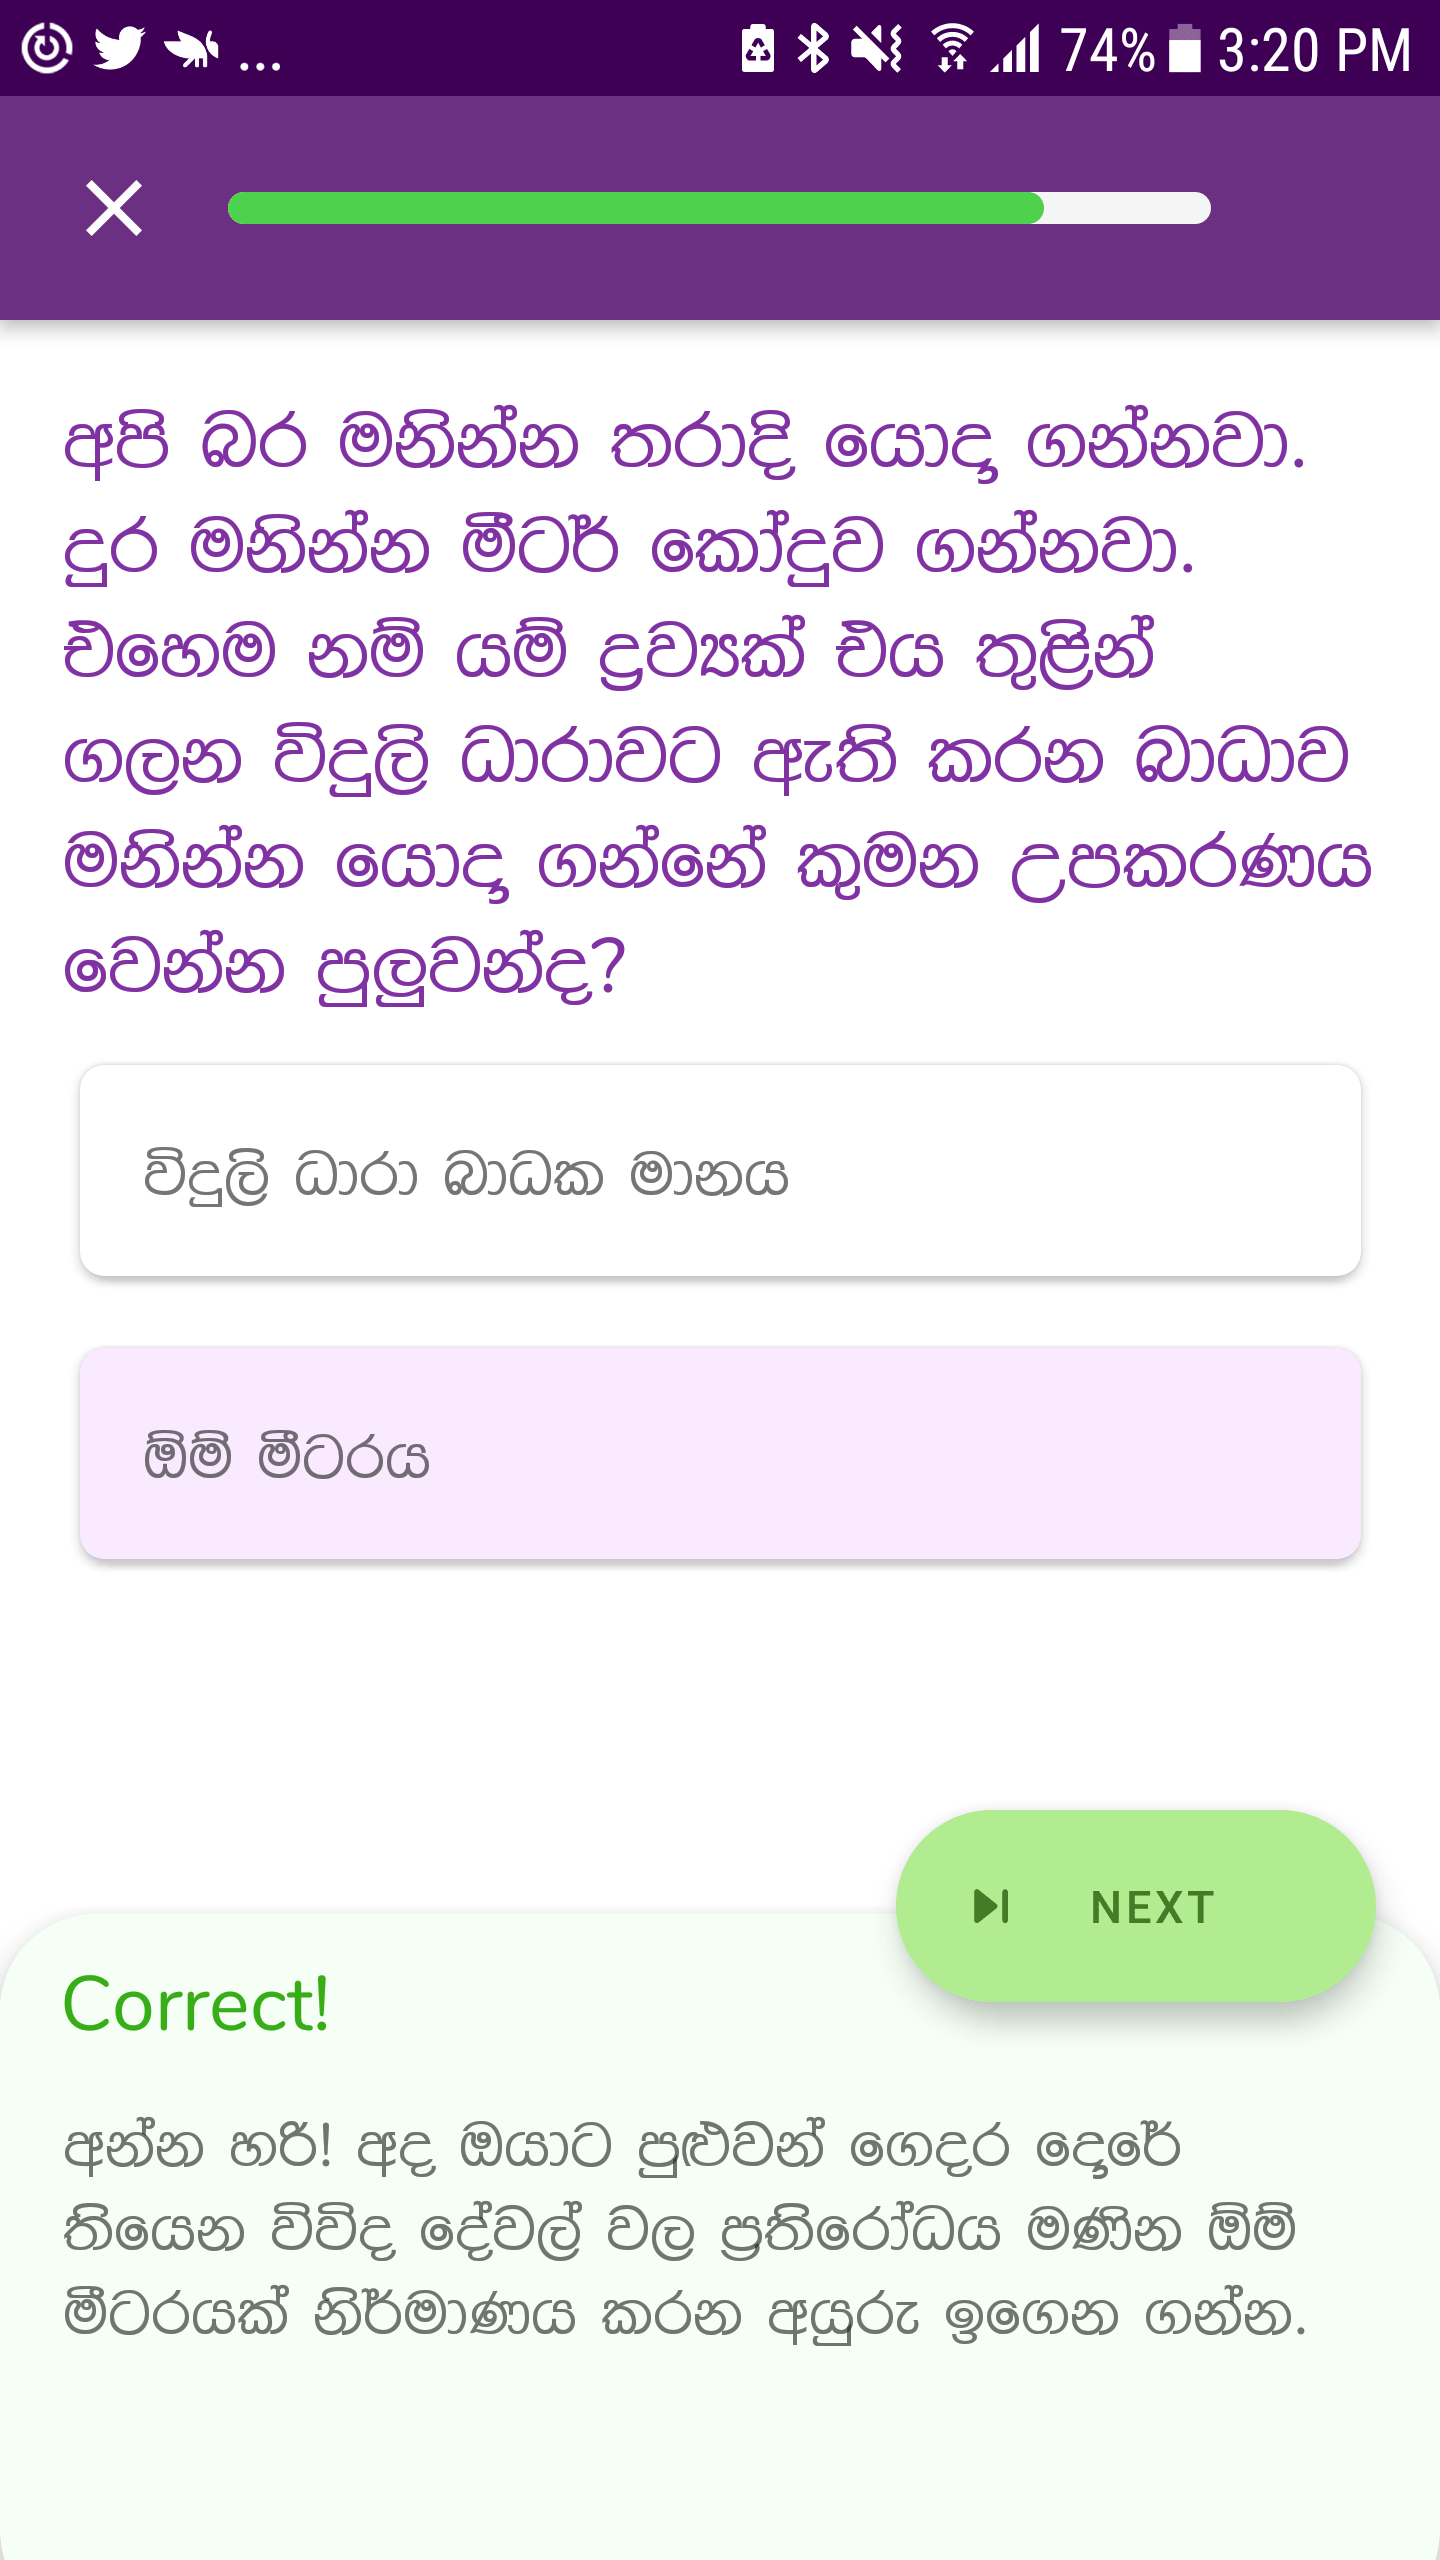 ... 74% 3:20 PM
අපි බර මනින්න තරාදි යොදා ගන්නවා.
දුර මනින්න මීටර් කෝදුව ගන්නවා.
එහෙම නම් යම් ද්‍රව්‍යක් එය තුළින්
ගලන විදුලි ධාරාවට ඇති කරන බාධාව
මනින්න යොදා ගන්නේ කුමන උපකරණය
වෙන්න පුලුවන්ද?
විදුලි ධාරා බාධක මානය
ඕම් මීටරය
NEXT
Correct!
අන්න හරි! අද ඔයාට පුළුවන් ගෙදර දොරේ
තියෙන විවිද දේවල් වල ප්‍රතිරෝධය මණින ඕම්
මීටරයක් නිර්මාණය කරන අයුරු ඉගෙන ගන්න.